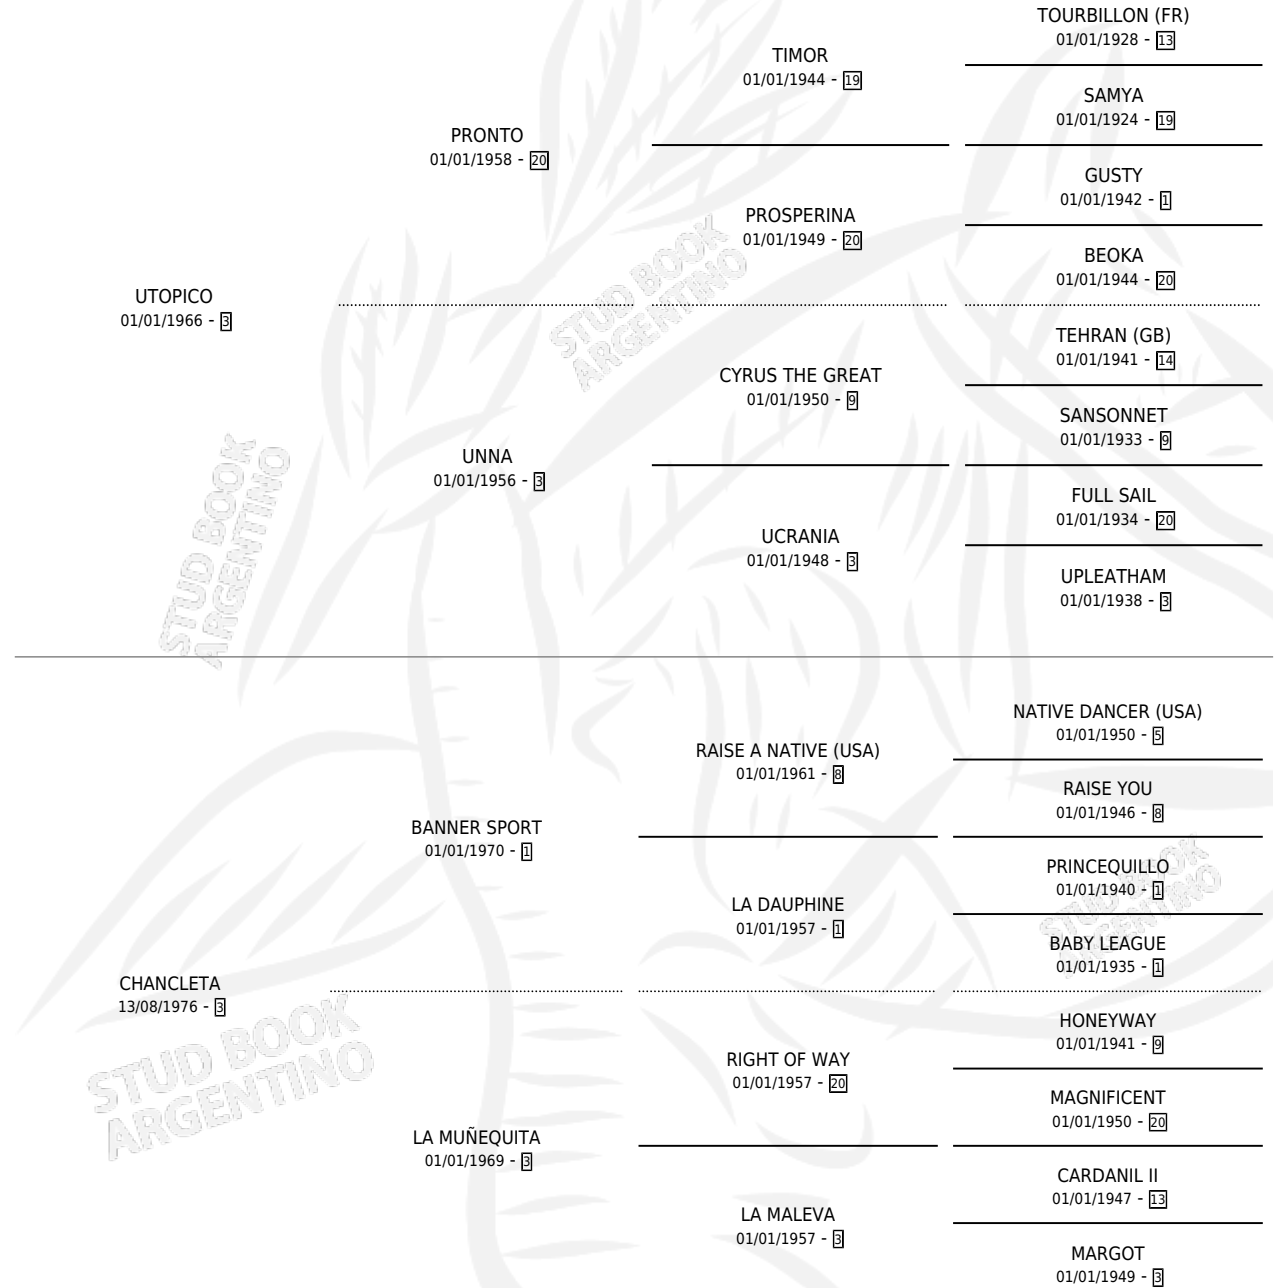 TOURBILLON (FR)
01/01/1928 - 13
TIMOR
01/01/1944 - 19
SAMYA
01/01/1924 - 19
PRONTO
01/01/1958 - 20
GUSTY
01/01/1942 - 1
PROSPERINA
01/01/1949 - 20
BEOKA
01/01/1944 - 20
UTOPICO
01/01/1966 - 3
STUD BOOK
ARGENTINO
TEHRAN (GB)
01/01/1941 - 14
CYRUS THE GREAT
01/01/1950 - 9
SANSONNET
01/01/1933 - 9
UNNA
01/01/1956 - 3
FULL SAIL
01/01/1934 - 20
UCRANIA
01/01/1948 - 3
UPLEATHAM
01/01/1938 - 3
STUD BOOK
ARGENTINO
NATIVE DANCER (USA)
01/01/1950 - 5
RAISE A NATIVE (USA)
01/01/1961 - 8
RAISE YOU
01/01/1946 - 8
BANNER SPORT
01/01/1970 - 1
PRINCEQUILLO
01/01/1940 - 1
LA DAUPHINE
01/01/1957 - 1
BABY LEAGUE
01/01/1935 - 1
STUD BOOK
ARGENTINO
CHANCLETA
13/08/1976 - 3
HONEYWAY
01/01/1941 - 9
RIGHT OF WAY
01/01/1957 - 20
MAGNIFICENT
01/01/1950 - 20
STUD BOOK
ARGENTINO
LA MUÑEQUITA
01/01/1969 - 3
CARDANIL II
01/01/1947 - 13
LA MALEVA
01/01/1957 - 3
MARGOT
01/01/1949 - 3